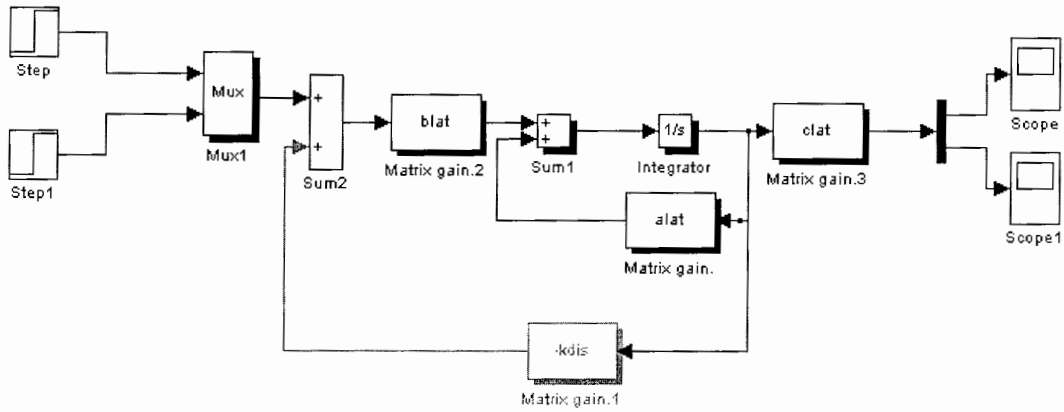 Step
Step1
Mux
Mux1
+
+
Sum2
blat
Matrix gain.2
+
+
Sum1
1/s
Integrator
clat
Matrix gain.3
Scope
Scope1
alat
Matrix gain.
-kdis
Matrix gain.1